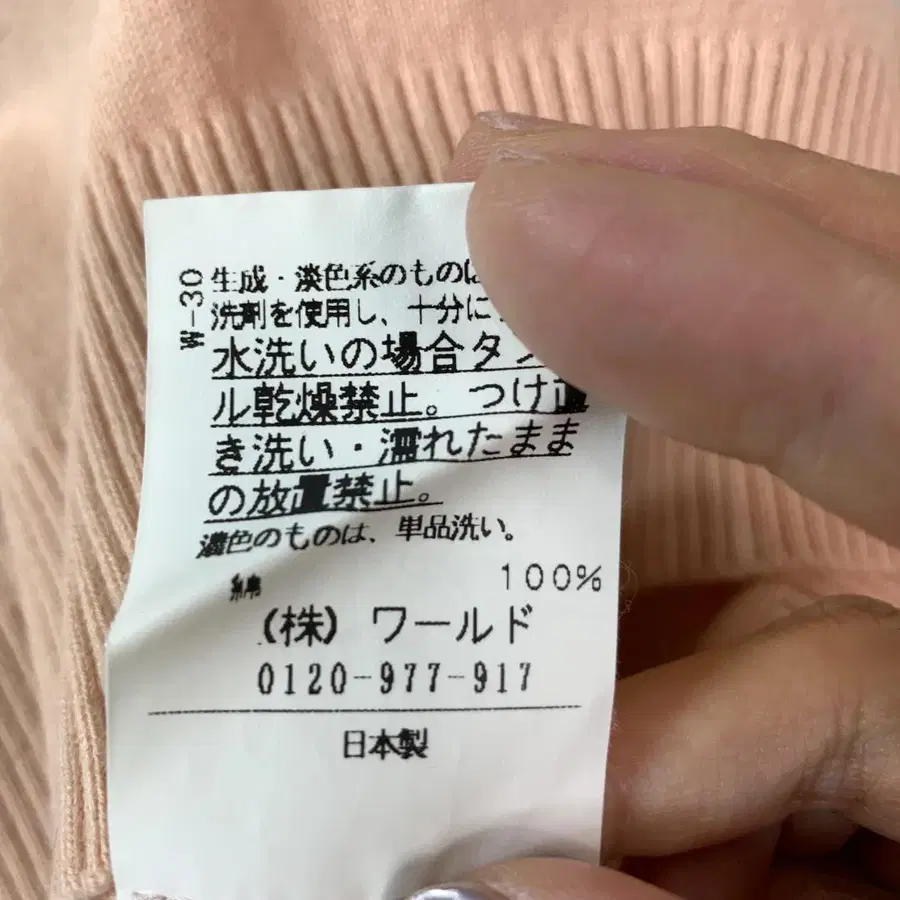 W-30
生成・淡色系のものは
洗剤を使用し、十分に
水洗いの場合タン
ル乾燥禁止。つけ置
き洗い・濡れたまま
の放置禁止。
濃色のものは、単品洗い。
綿 100%
(株) ワールド
0120-977-917
日本製